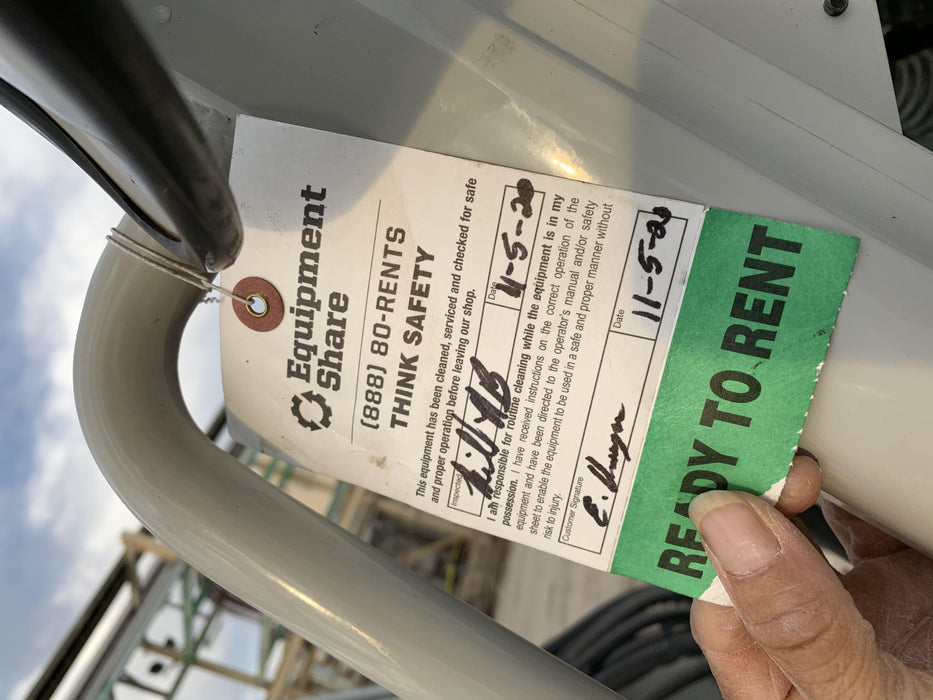 Equipment
Share
(888) 80-RENTS
THINK SAFETY
This equipment has been cleaned, serviced and checked for safe
and proper operation before leaving our shop.
Inspected
Date
4-5-20
I am responsible for routine cleaning while the equipment is in my
possession. I have received instructions on the correct operation of the
equipment and have been directed to the operator's manual and/or safety
sheet to enable the equipment to be used in a safe and proper manner without
risk to injury.
Customer Signature
Date
11-5-20
READY TO RENT